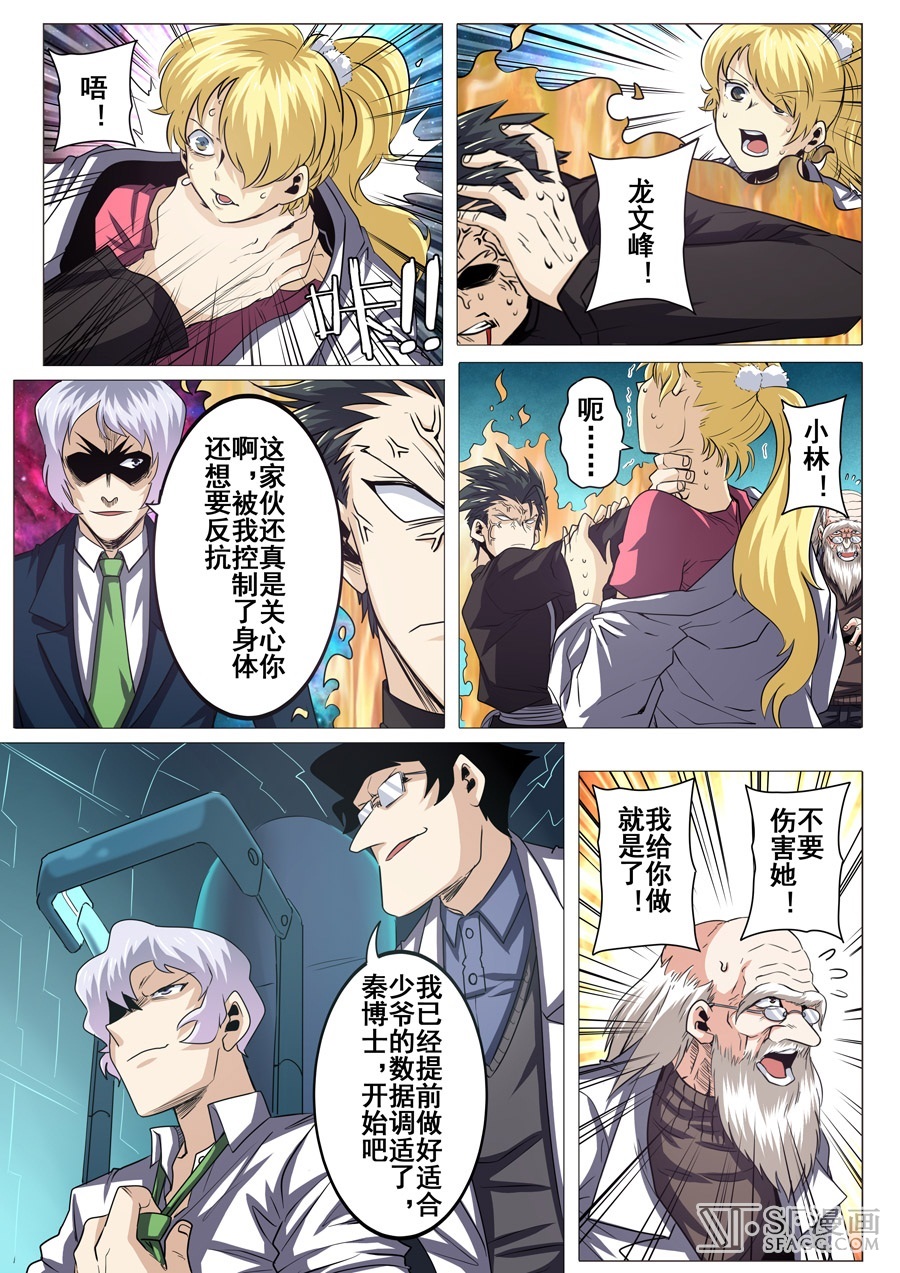 唔！
咔!!
龙文峰！
这家伙还真是关心你
啊，被我控制了身体
还想要反抗
呃……
小林！
不要
伤害她！
我给你做
就是了！
我已经提前做好适合
少爷的数据调适了，
秦博士，开始吧
SF漫画
SFACG.COM